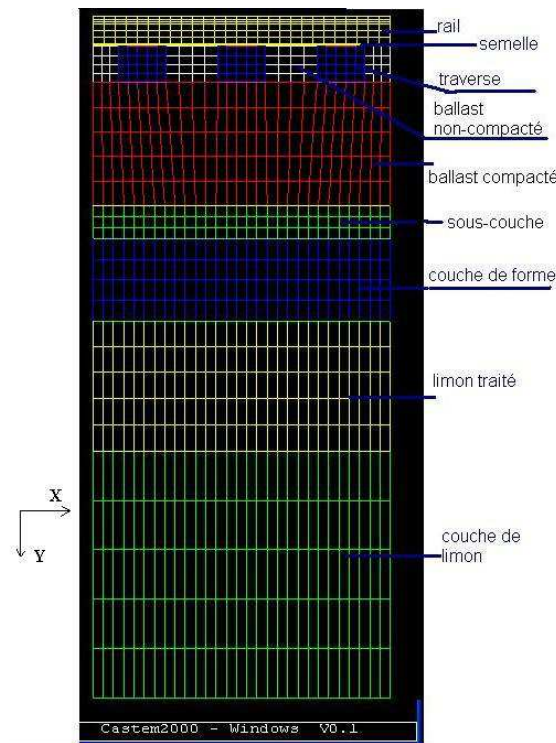 rail
semelle
traverse
ballast
non-compacté
ballast compacté
sous-couche
couche de forme
limon traité
X
Y
couche de
limon
Castem2000 - Windows V0.1